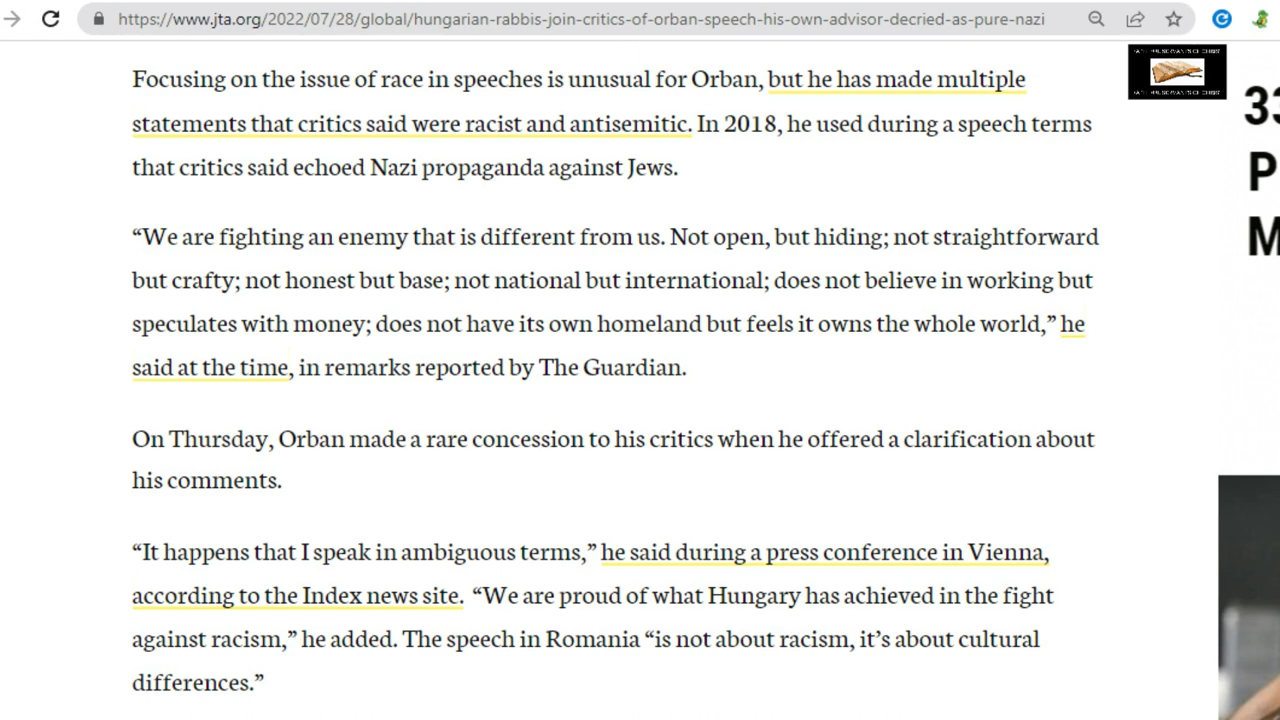 https://www.jta.org/2022/07/28/global/hungarian-rabbis-join-critics-of-orban-speech-his-own-advisor-decried-as-pure-nazi
Focusing on the issue of race in speeches is unusual for Orban, but he has made multiple
statements that critics said were racist and antisemitic. In 2018, he used during a speech terms
that critics said echoed Nazi propaganda against Jews.
“We are fighting an enemy that is different from us. Not open, but hiding; not straightforward
but crafty; not honest but base; not national but international; does not believe in working but
speculates with money; does not have its own homeland but feels it owns the whole world,” he
said at the time, in remarks reported by The Guardian.
On Thursday, Orban made a rare concession to his critics when he offered a clarification about
his comments.
“It happens that I speak in ambiguous terms,” he said during a press conference in Vienna,
according to the Index news site. “We are proud of what Hungary has achieved in the fight
against racism,” he added. The speech in Romania “is not about racism, it’s about cultural
differences.”
33
P
M